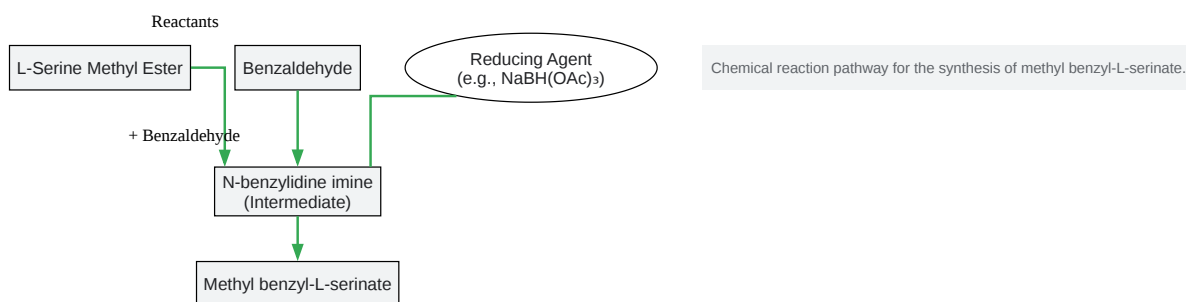 Reactants
L-Serine Methyl Ester
Benzaldehyde
Reducing Agent
(e.g., NaBH(OAc)₃)
Chemical reaction pathway for the synthesis of methyl benzyl-L-serinate.
+ Benzaldehyde
N-benzylidine imine
(Intermediate)
Methyl benzyl-L-serinate